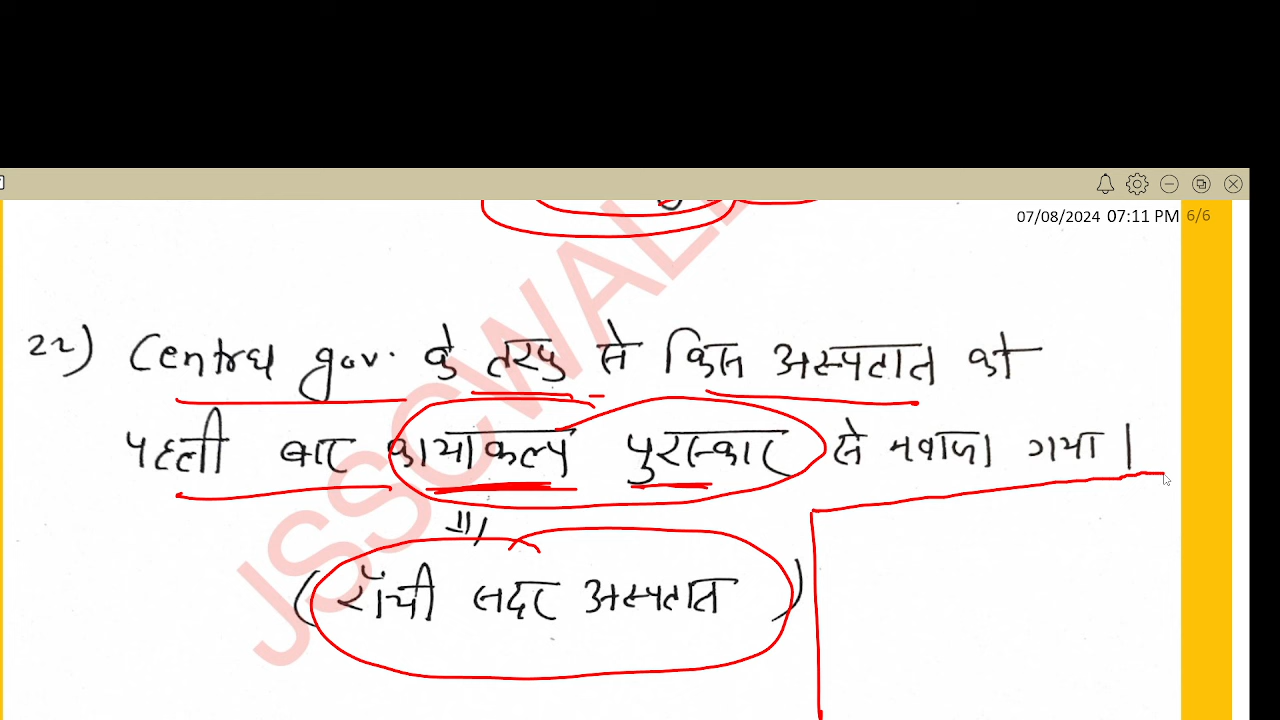 07/08/2024 07:11 PM 6/6
22) Central gov. के तरफ से किस अस्पताल को
पहली बार कायाकल्प पुरस्कार से नवाजा गया।
(राँची सदर अस्पताल)
JSSCWALL